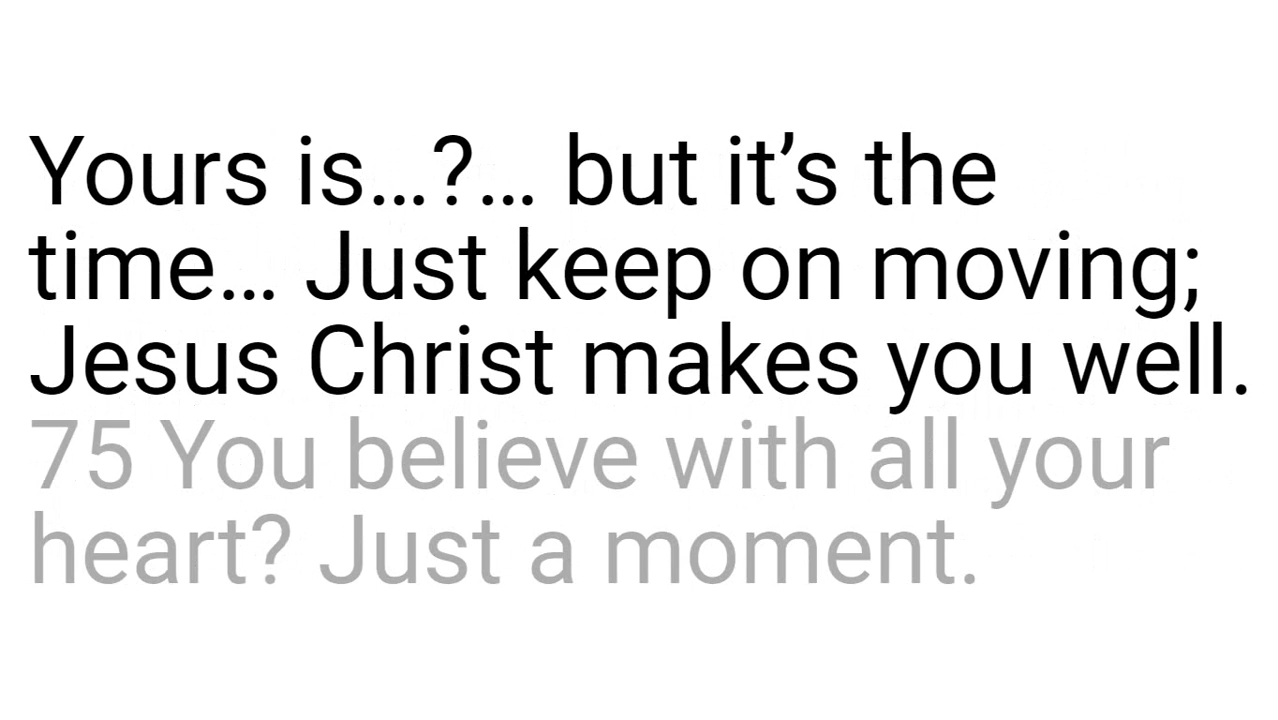 Yours is…?… but it’s the
time… Just keep on moving;
Jesus Christ makes you well.
75 You believe with all your
heart? Just a moment.